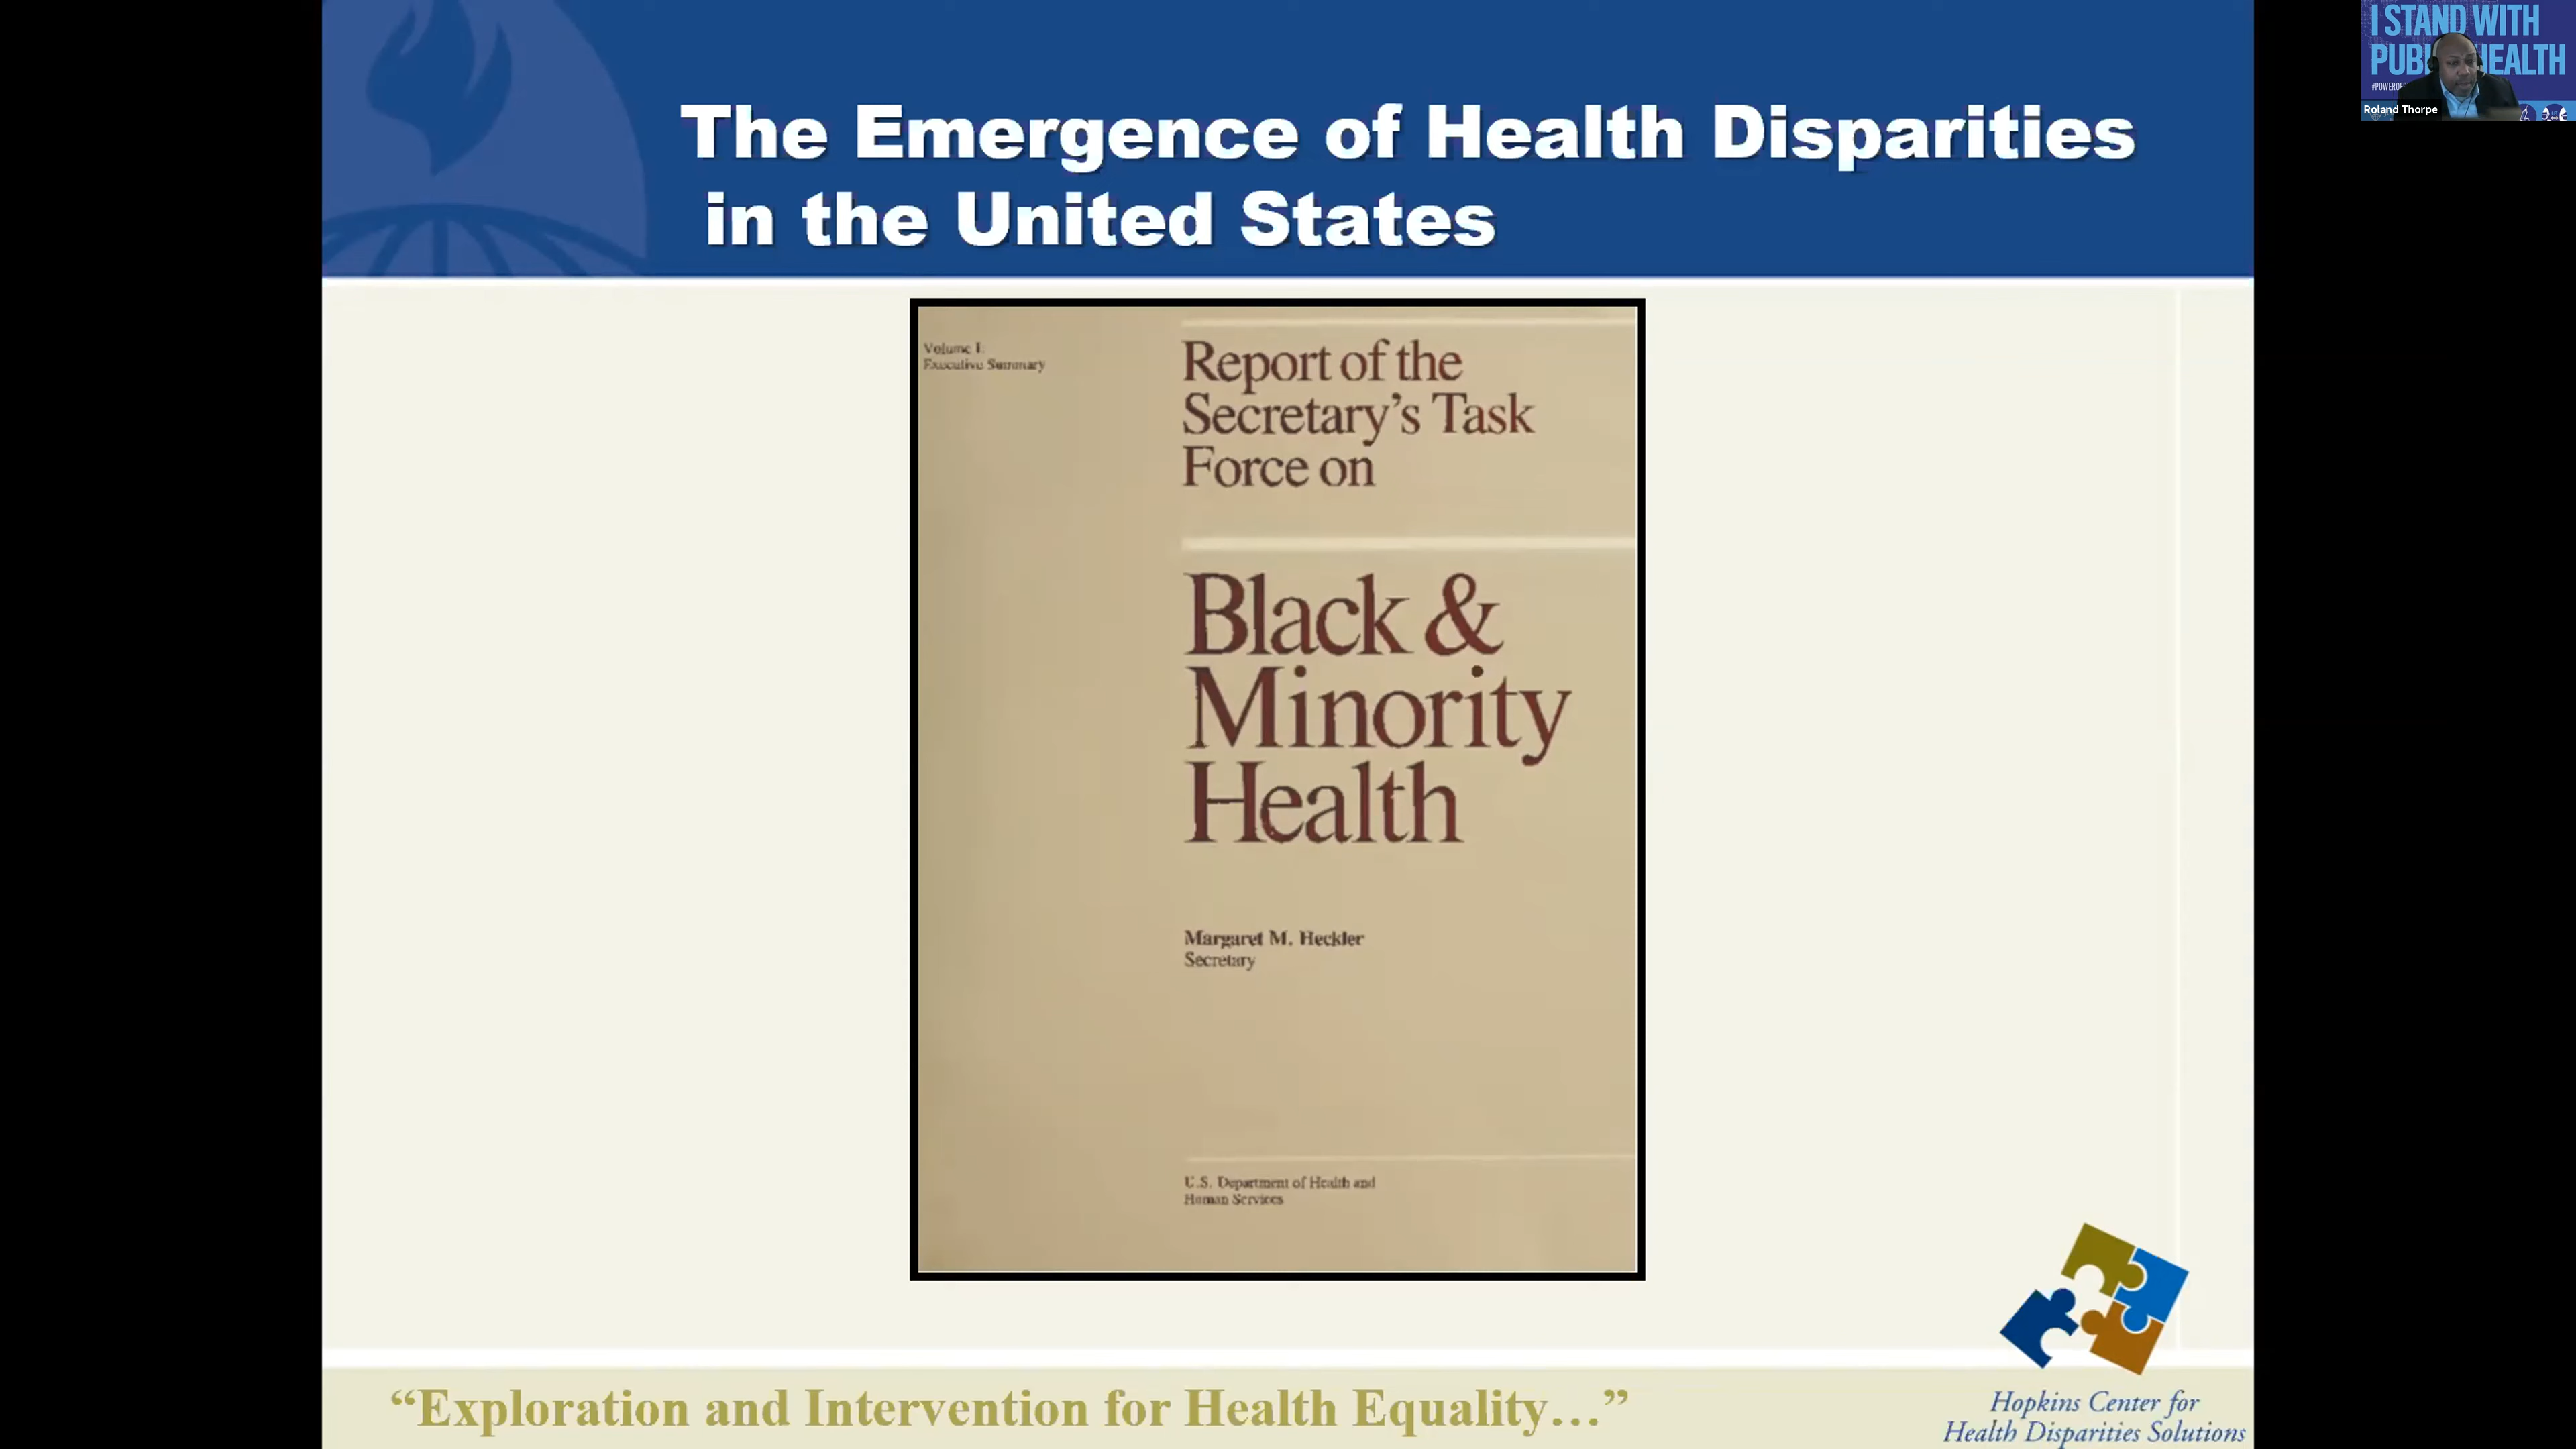 The Emergence of Health Disparities
in the United States
Volume I:
Executive Summary
Report of the
Secretary's Task
Force on
Black &
Minority
Health
Margaret M. Heckler
Secretary
U.S. Department of Health and
Human Services
“Exploration and Intervention for Health Equality...”
Hopkins Center for
Health Disparities Solutions
I STAND WITH
Roland Thorpe